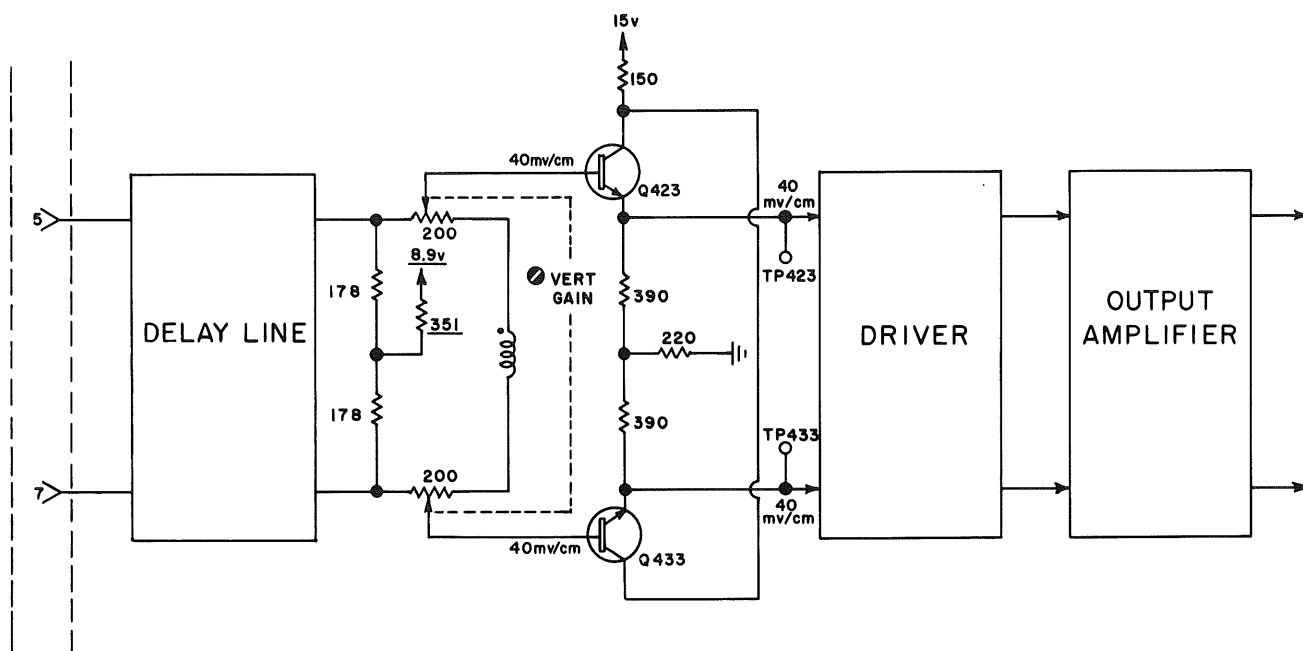 15v
150
40mv/cm
Q423
5
200
40
mv/cm
8.9v
TP423
VERT
GAIN
178
351
390
OUTPUT
AMPLIFIER
DELAY LINE
DRIVER
220
178
390
TP433
200
7
40
mv/cm
40mv/cm
Q433